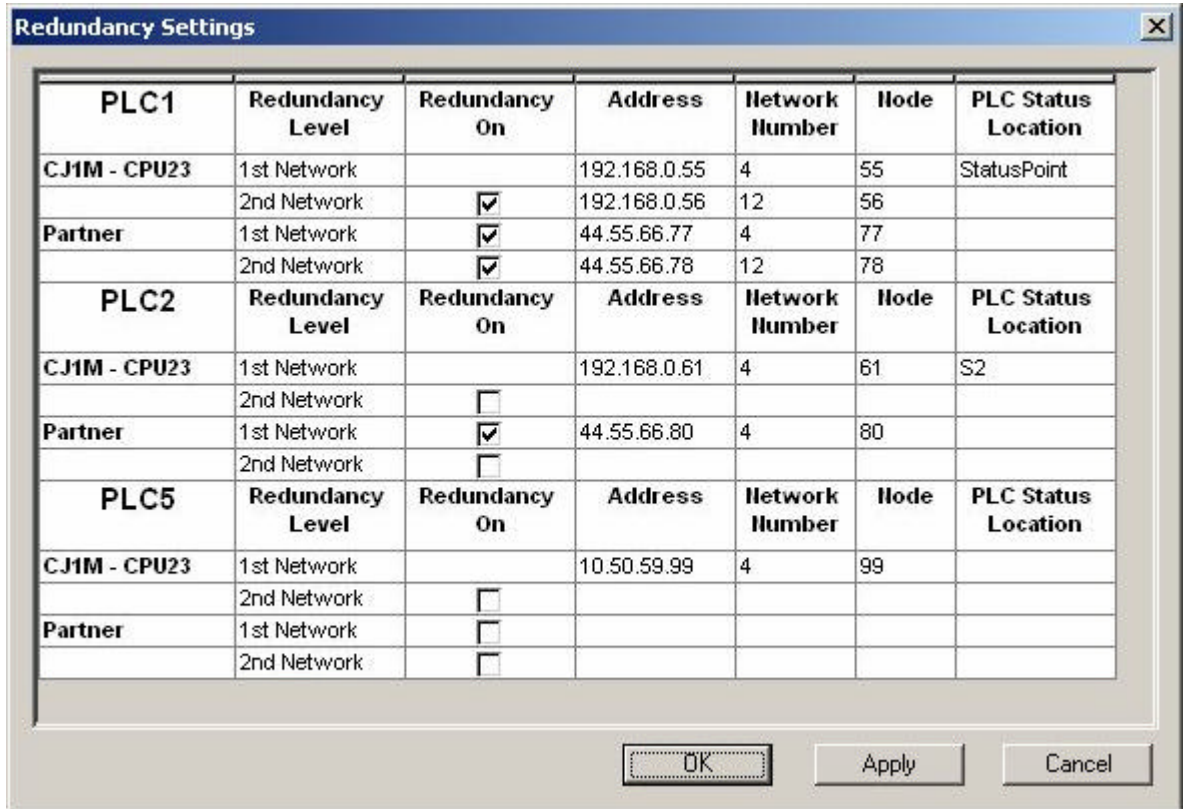 Redundancy Settings
PLC1 Redundancy Level Redundancy On Address Network Number Node PLC Status Location
CJ1M - CPU23 1st Network 192.168.0.55 4 55 StatusPoint
2nd Network 192.168.0.56 12 56
Partner 1st Network 44.55.66.77 4 77
2nd Network 44.55.66.78 12 78
PLC2 Redundancy Level Redundancy On Address Network Number Node PLC Status Location
CJ1M - CPU23 1st Network 192.168.0.61 4 61 S2
2nd Network
Partner 1st Network 44.55.66.80 4 80
2nd Network
PLC5 Redundancy Level Redundancy On Address Network Number Node PLC Status Location
CJ1M - CPU23 1st Network 10.50.59.99 4 99
2nd Network
Partner 1st Network
2nd Network
OK Apply Cancel